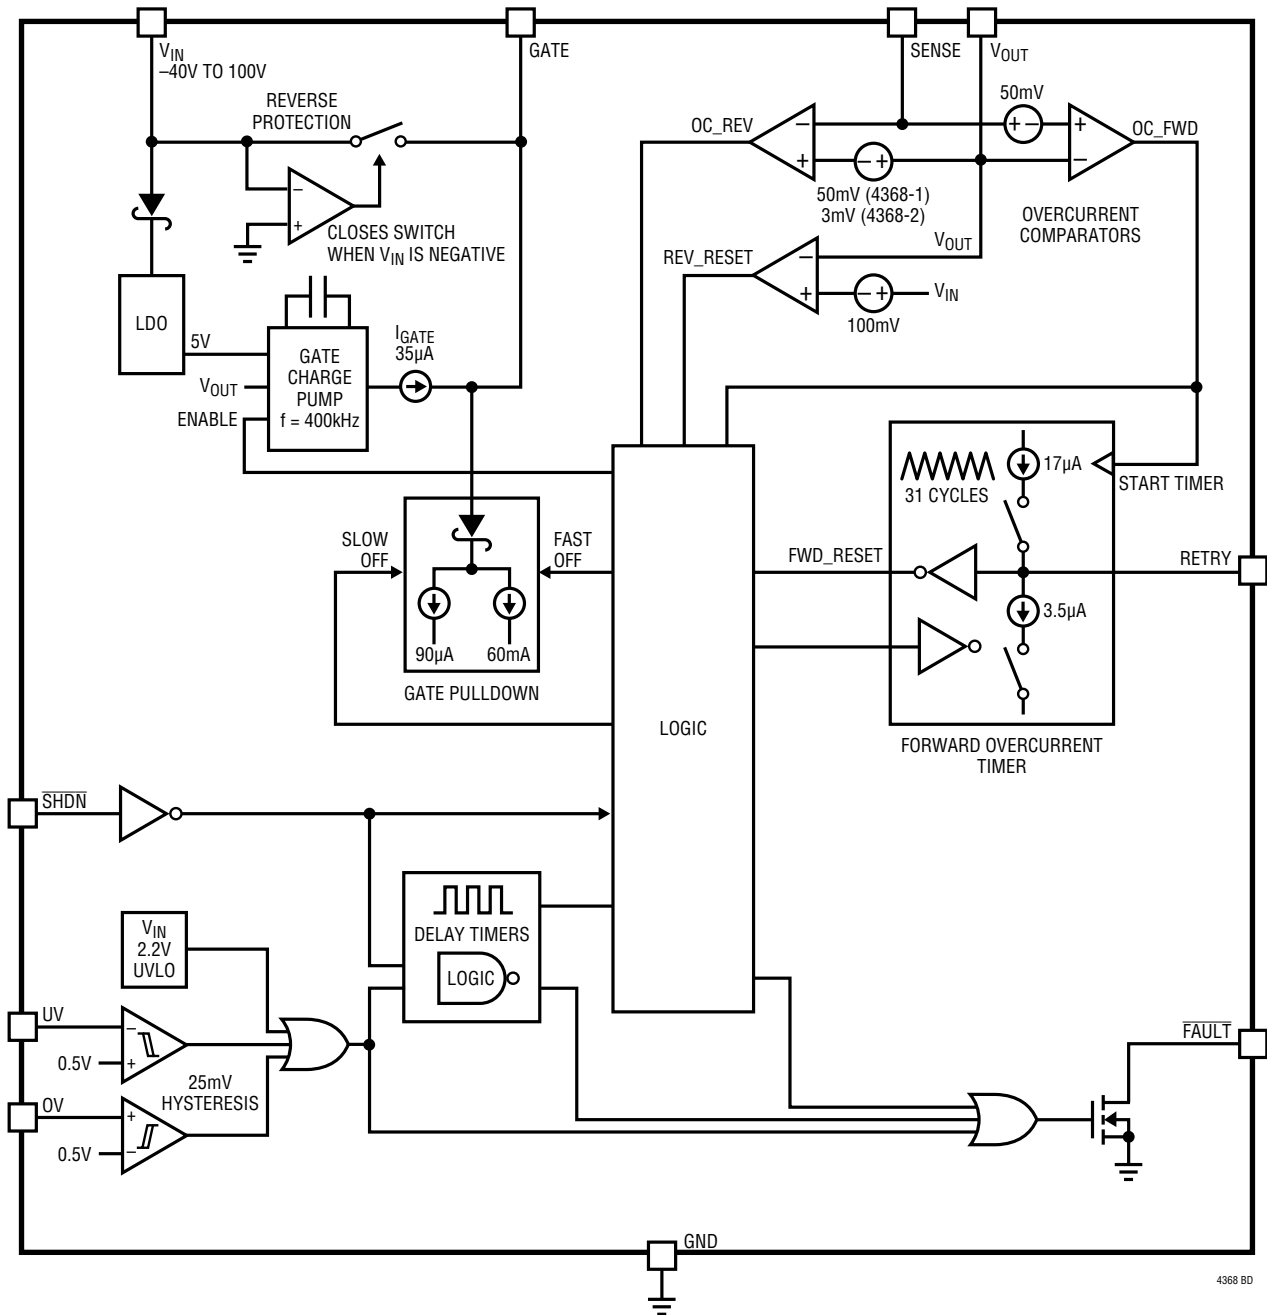 VIN
–40V TO 100V
GATE
SENSE
VOUT
REVERSE
PROTECTION
50mV
OC_REV
–
+
– +
+ –
+
–
OC_FWD
50mV (4368-1)
3mV (4368-2)
OVERCURRENT
COMPARATORS
–
+
CLOSES SWITCH
WHEN VIN IS NEGATIVE
VOUT
REV_RESET
–
+
– +
VIN
100mV
LDO
5V
VOUT
ENABLE
GATE
CHARGE
PUMP
f = 400kHz
IGATE
35µA
31 CYCLES
17µA
START TIMER
SLOW
OFF
FAST
OFF
FWD_RESET
RETRY
3.5µA
90µA
60mA
GATE PULLDOWN
LOGIC
FORWARD OVERCURRENT
TIMER
SHDN
DELAY TIMERS
LOGIC
VIN
2.2V
UVLO
UV
–
0.5V
+
25mV
HYSTERESIS
OV
+
0.5V
–
FAULT
GND
4368 BD